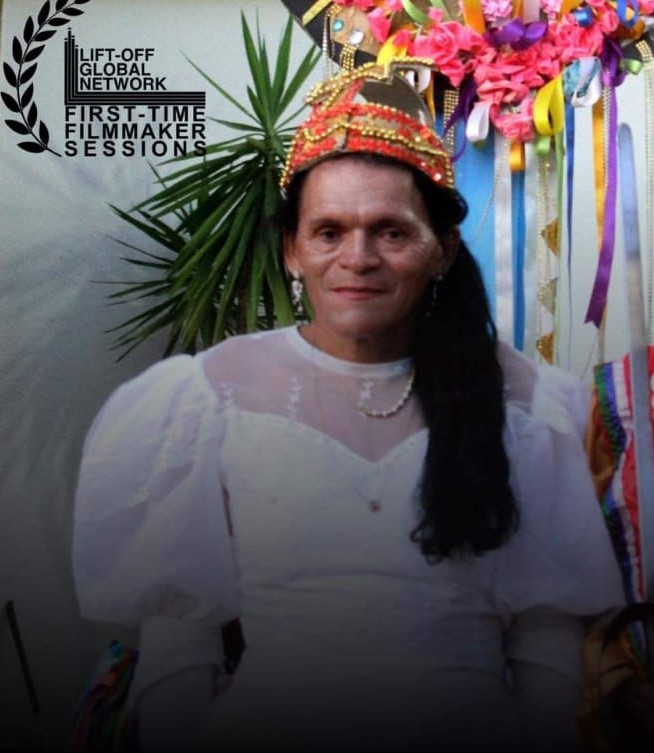 LIFT-OFF
GLOBAL
NETWORK
FIRST-TIME
FILMMAKER
SESSIONS